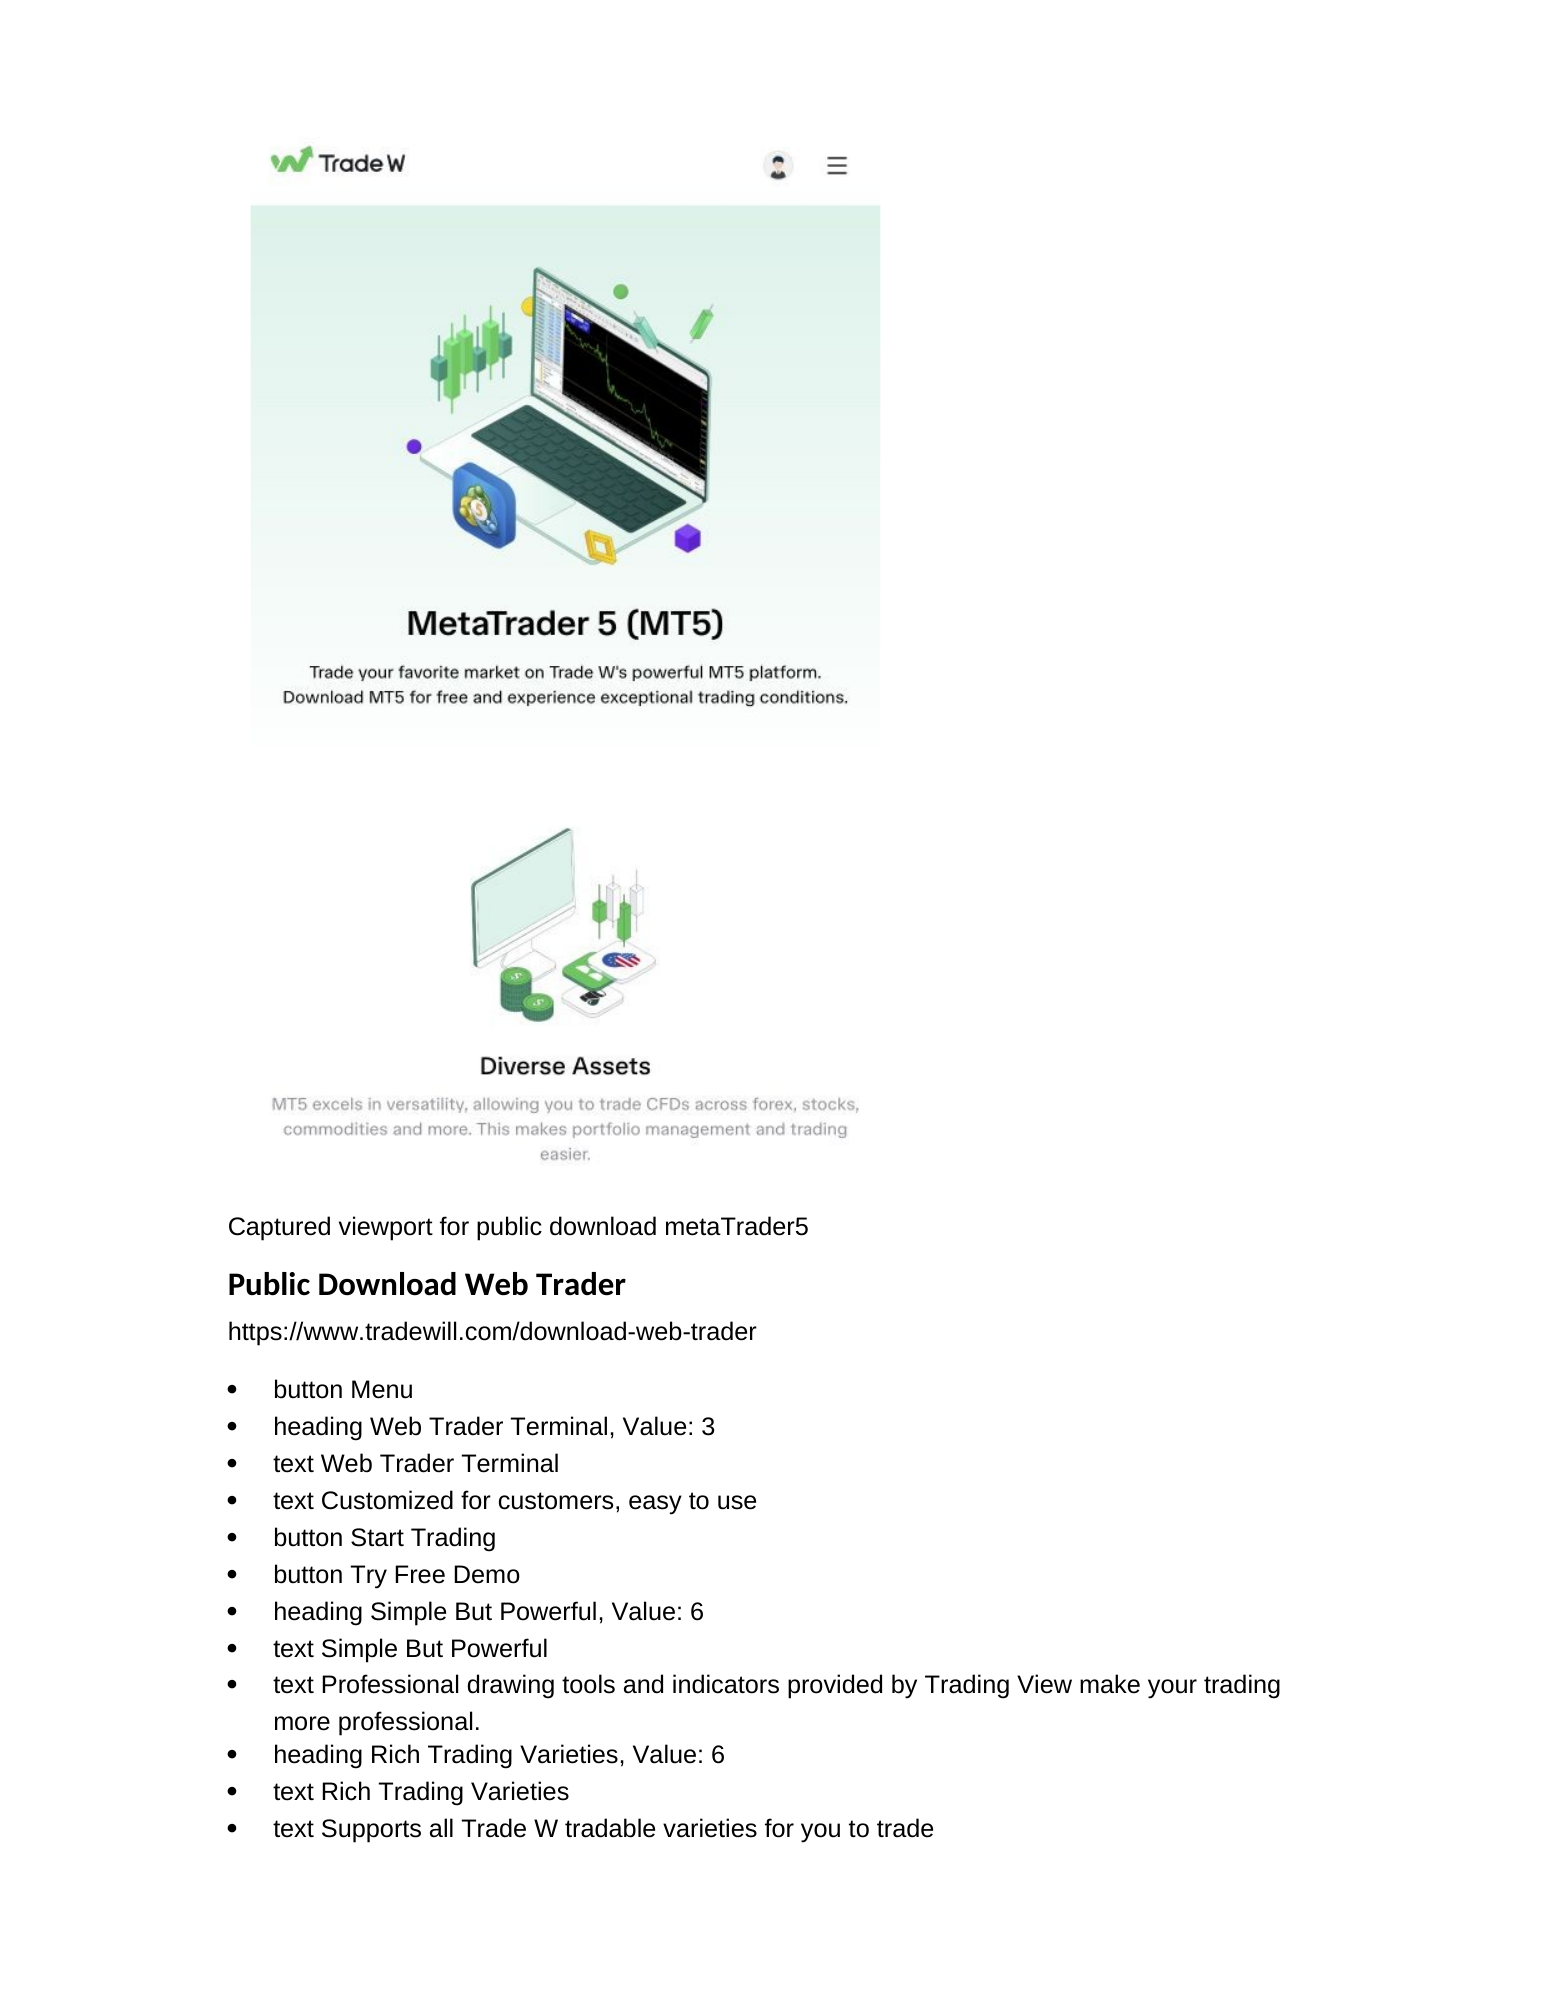 Trade W
MetaTrader 5 (MT5)
Trade your favorite market on Trade W's powerful MT5 platform.
Download MT5 for free and experience exceptional trading conditions.
Diverse Assets
MT5 excels in versatility, allowing you to trade CFDs across forex, stocks,
commodities and more. This makes portfolio management and trading
easier.
Captured viewport for public download metaTrader5
Public Download Web Trader
https://www.tradewill.com/download-web-trader
• button Menu
• heading Web Trader Terminal, Value: 3
• text Web Trader Terminal
• text Customized for customers, easy to use
• button Start Trading
• button Try Free Demo
• heading Simple But Powerful, Value: 6
• text Simple But Powerful
• text Professional drawing tools and indicators provided by Trading View make your trading
more professional.
• heading Rich Trading Varieties, Value: 6
• text Rich Trading Varieties
• text Supports all Trade W tradable varieties for you to trade